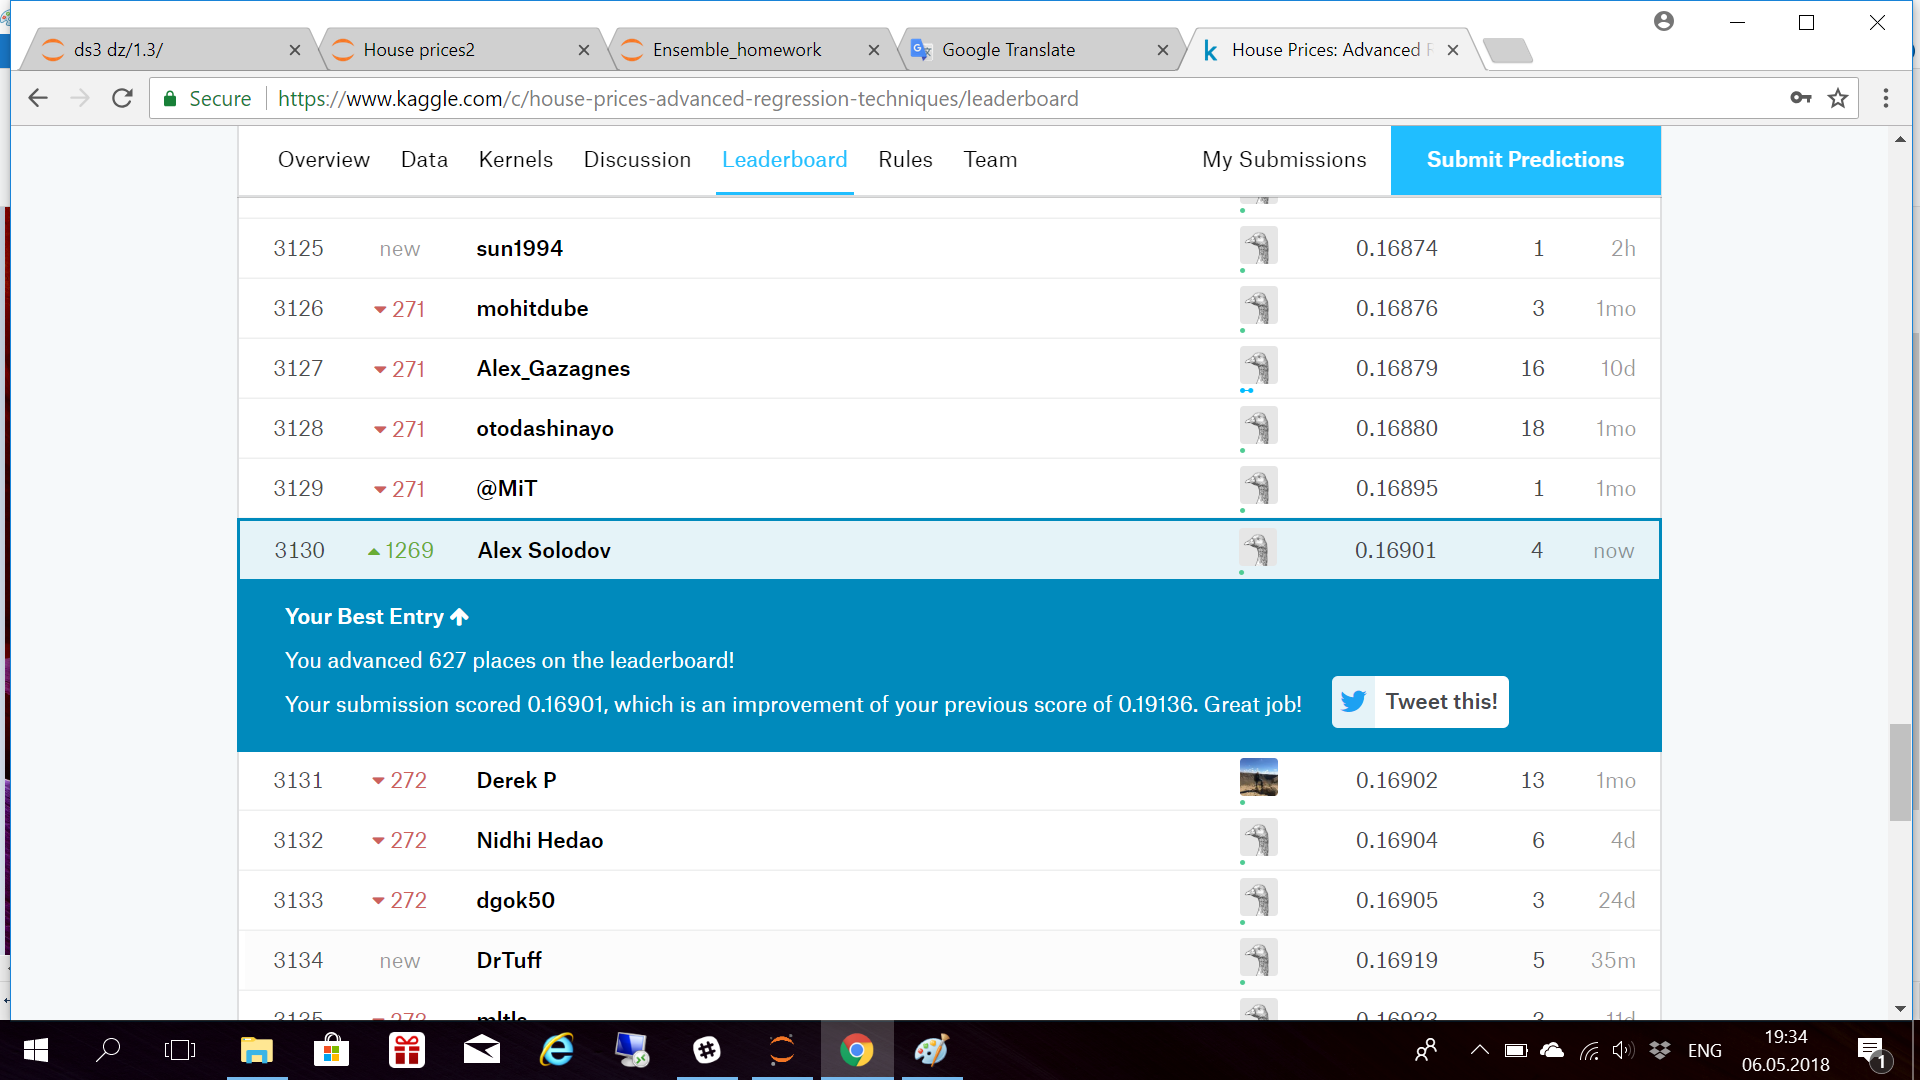 ds3 dz/1.3/
House prices2
Ensemble_homework
Google Translate
House Prices: Advanced
Secure
https://www.kaggle.com/c/house-prices-advanced-regression-techniques/leaderboard
Overview Data Kernels Discussion Leaderboard Rules Team My Submissions Submit Predictions
3125 new sun1994 0.16874 1 2h
3126 271 mohitdube 0.16876 3 1mo
3127 271 Alex_Gazagnes 0.16879 16 10d
3128 271 otodashinayo 0.16880 18 1mo
3129 271 @MiT 0.16895 1 1mo
3130 1269 Alex Solodov 0.16901 4 now
Your Best Entry
You advanced 627 places on the leaderboard!
Your submission scored 0.16901, which is an improvement of your previous score of 0.19136. Great job!
Tweet this!
3131 272 Derek P 0.16902 13 1mo
3132 272 Nidhi Hedao 0.16904 6 4d
3133 272 dgok50 0.16905 3 24d
3134 new DrTuff 0.16919 5 35m
ENG
19:34
06.05.2018
1